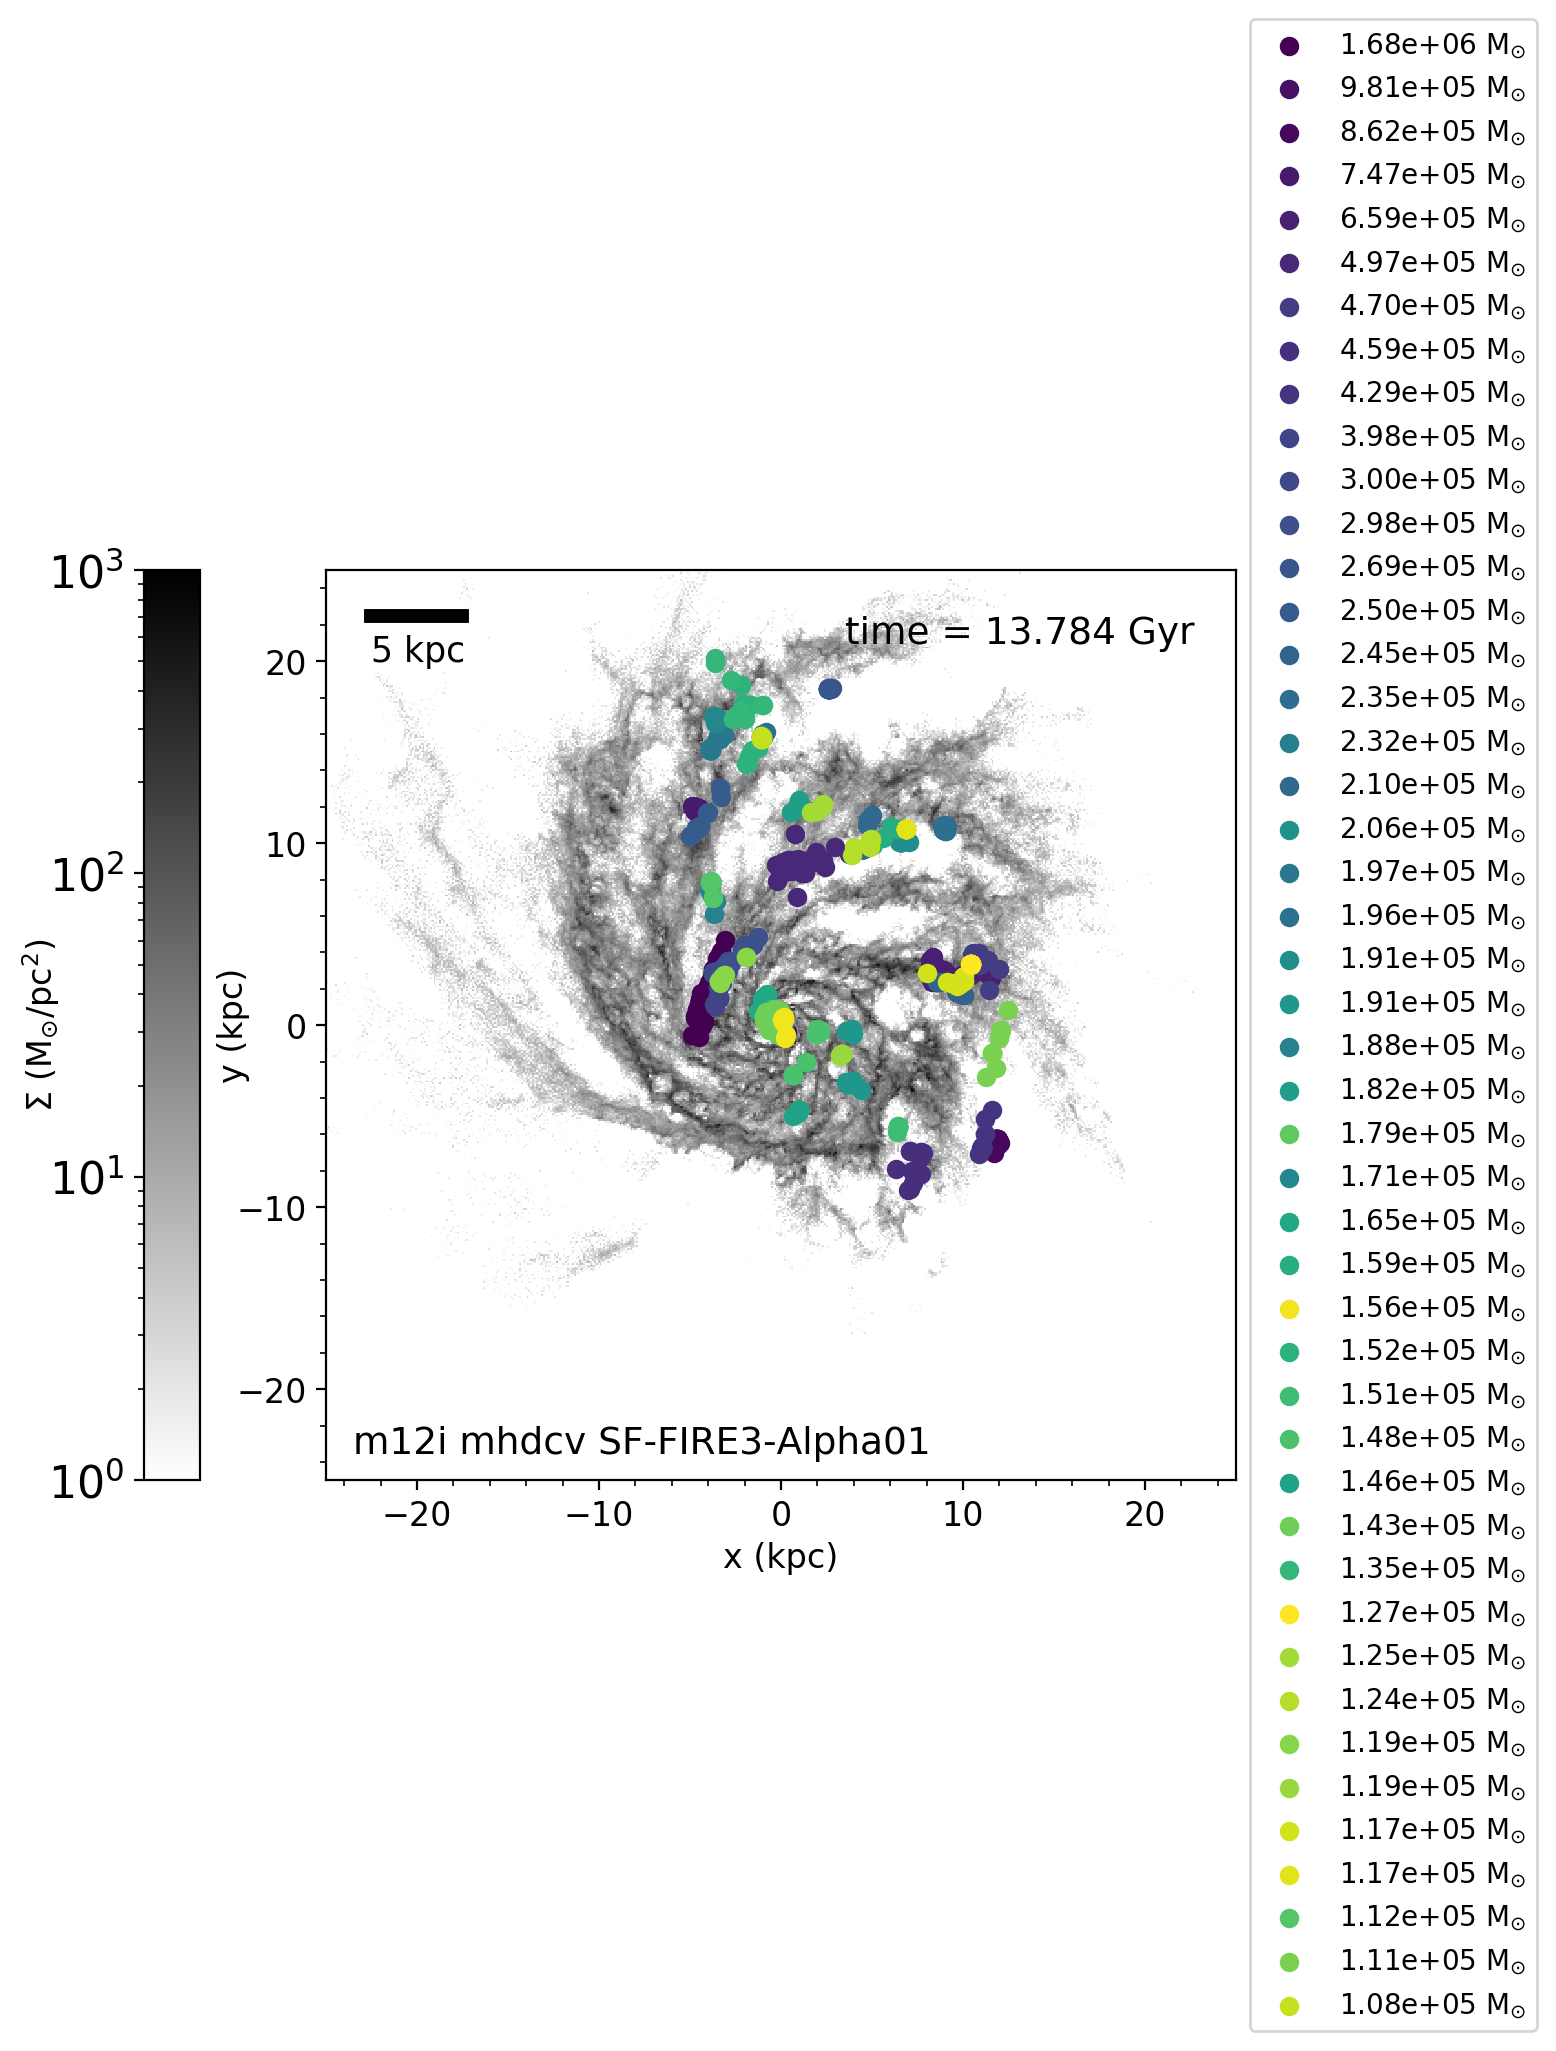 10³
10²
10¹
10⁰
Σ (M☉/pc²)
y (kpc)
20
10
0
−10
−20
5 kpc
time = 13.784 Gyr
m12i mhdcv SF-FIRE3-Alpha01
−20 −10 0 10 20
x (kpc)
1.68e+06 M☉
9.81e+05 M☉
8.62e+05 M☉
7.47e+05 M☉
6.59e+05 M☉
4.97e+05 M☉
4.70e+05 M☉
4.59e+05 M☉
4.29e+05 M☉
3.98e+05 M☉
3.00e+05 M☉
2.98e+05 M☉
2.69e+05 M☉
2.50e+05 M☉
2.45e+05 M☉
2.35e+05 M☉
2.32e+05 M☉
2.10e+05 M☉
2.06e+05 M☉
1.97e+05 M☉
1.96e+05 M☉
1.91e+05 M☉
1.91e+05 M☉
1.88e+05 M☉
1.82e+05 M☉
1.79e+05 M☉
1.71e+05 M☉
1.65e+05 M☉
1.59e+05 M☉
1.56e+05 M☉
1.52e+05 M☉
1.51e+05 M☉
1.48e+05 M☉
1.46e+05 M☉
1.43e+05 M☉
1.35e+05 M☉
1.27e+05 M☉
1.25e+05 M☉
1.24e+05 M☉
1.19e+05 M☉
1.19e+05 M☉
1.17e+05 M☉
1.17e+05 M☉
1.12e+05 M☉
1.11e+05 M☉
1.08e+05 M☉